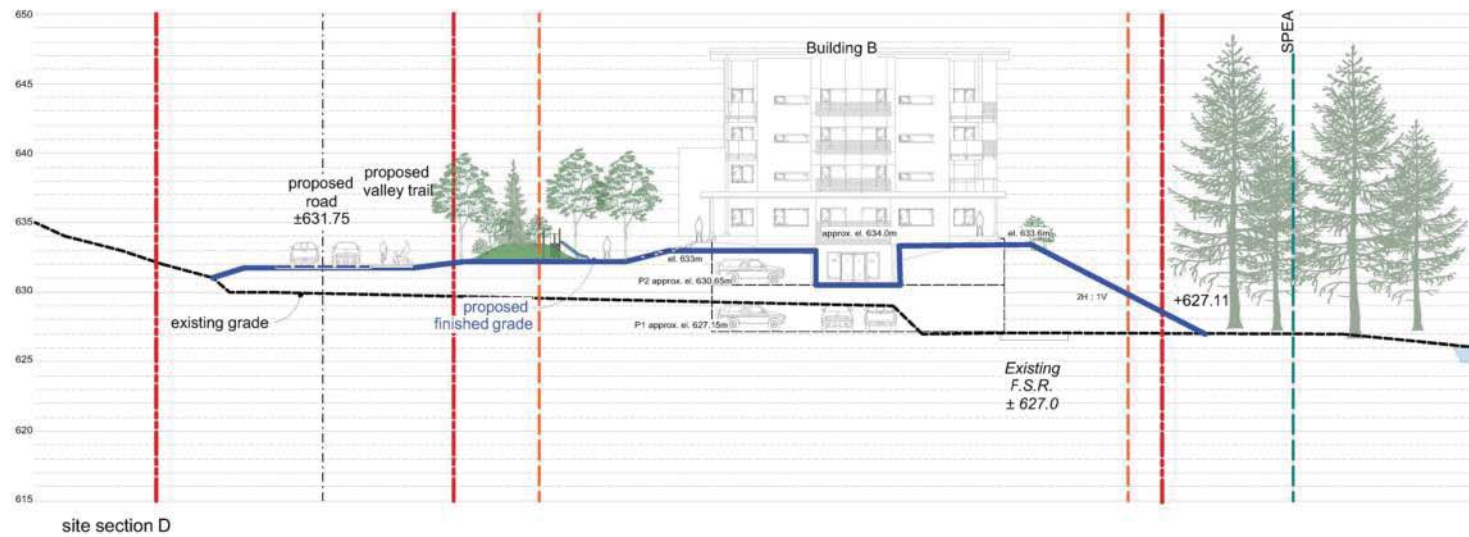 650
645
640
635
630
625
620
615
Building B
SPEA
proposed
road
±631.75
proposed
valley trail
approx. el. 634.0m
el. 633.6m
el. 633m
P2 approx. el. 630.65m
P1 approx. el. 627.15m
existing grade
proposed
finished grade
2H : 1V
+627.11
Existing
F.S.R.
± 627.0
site section D